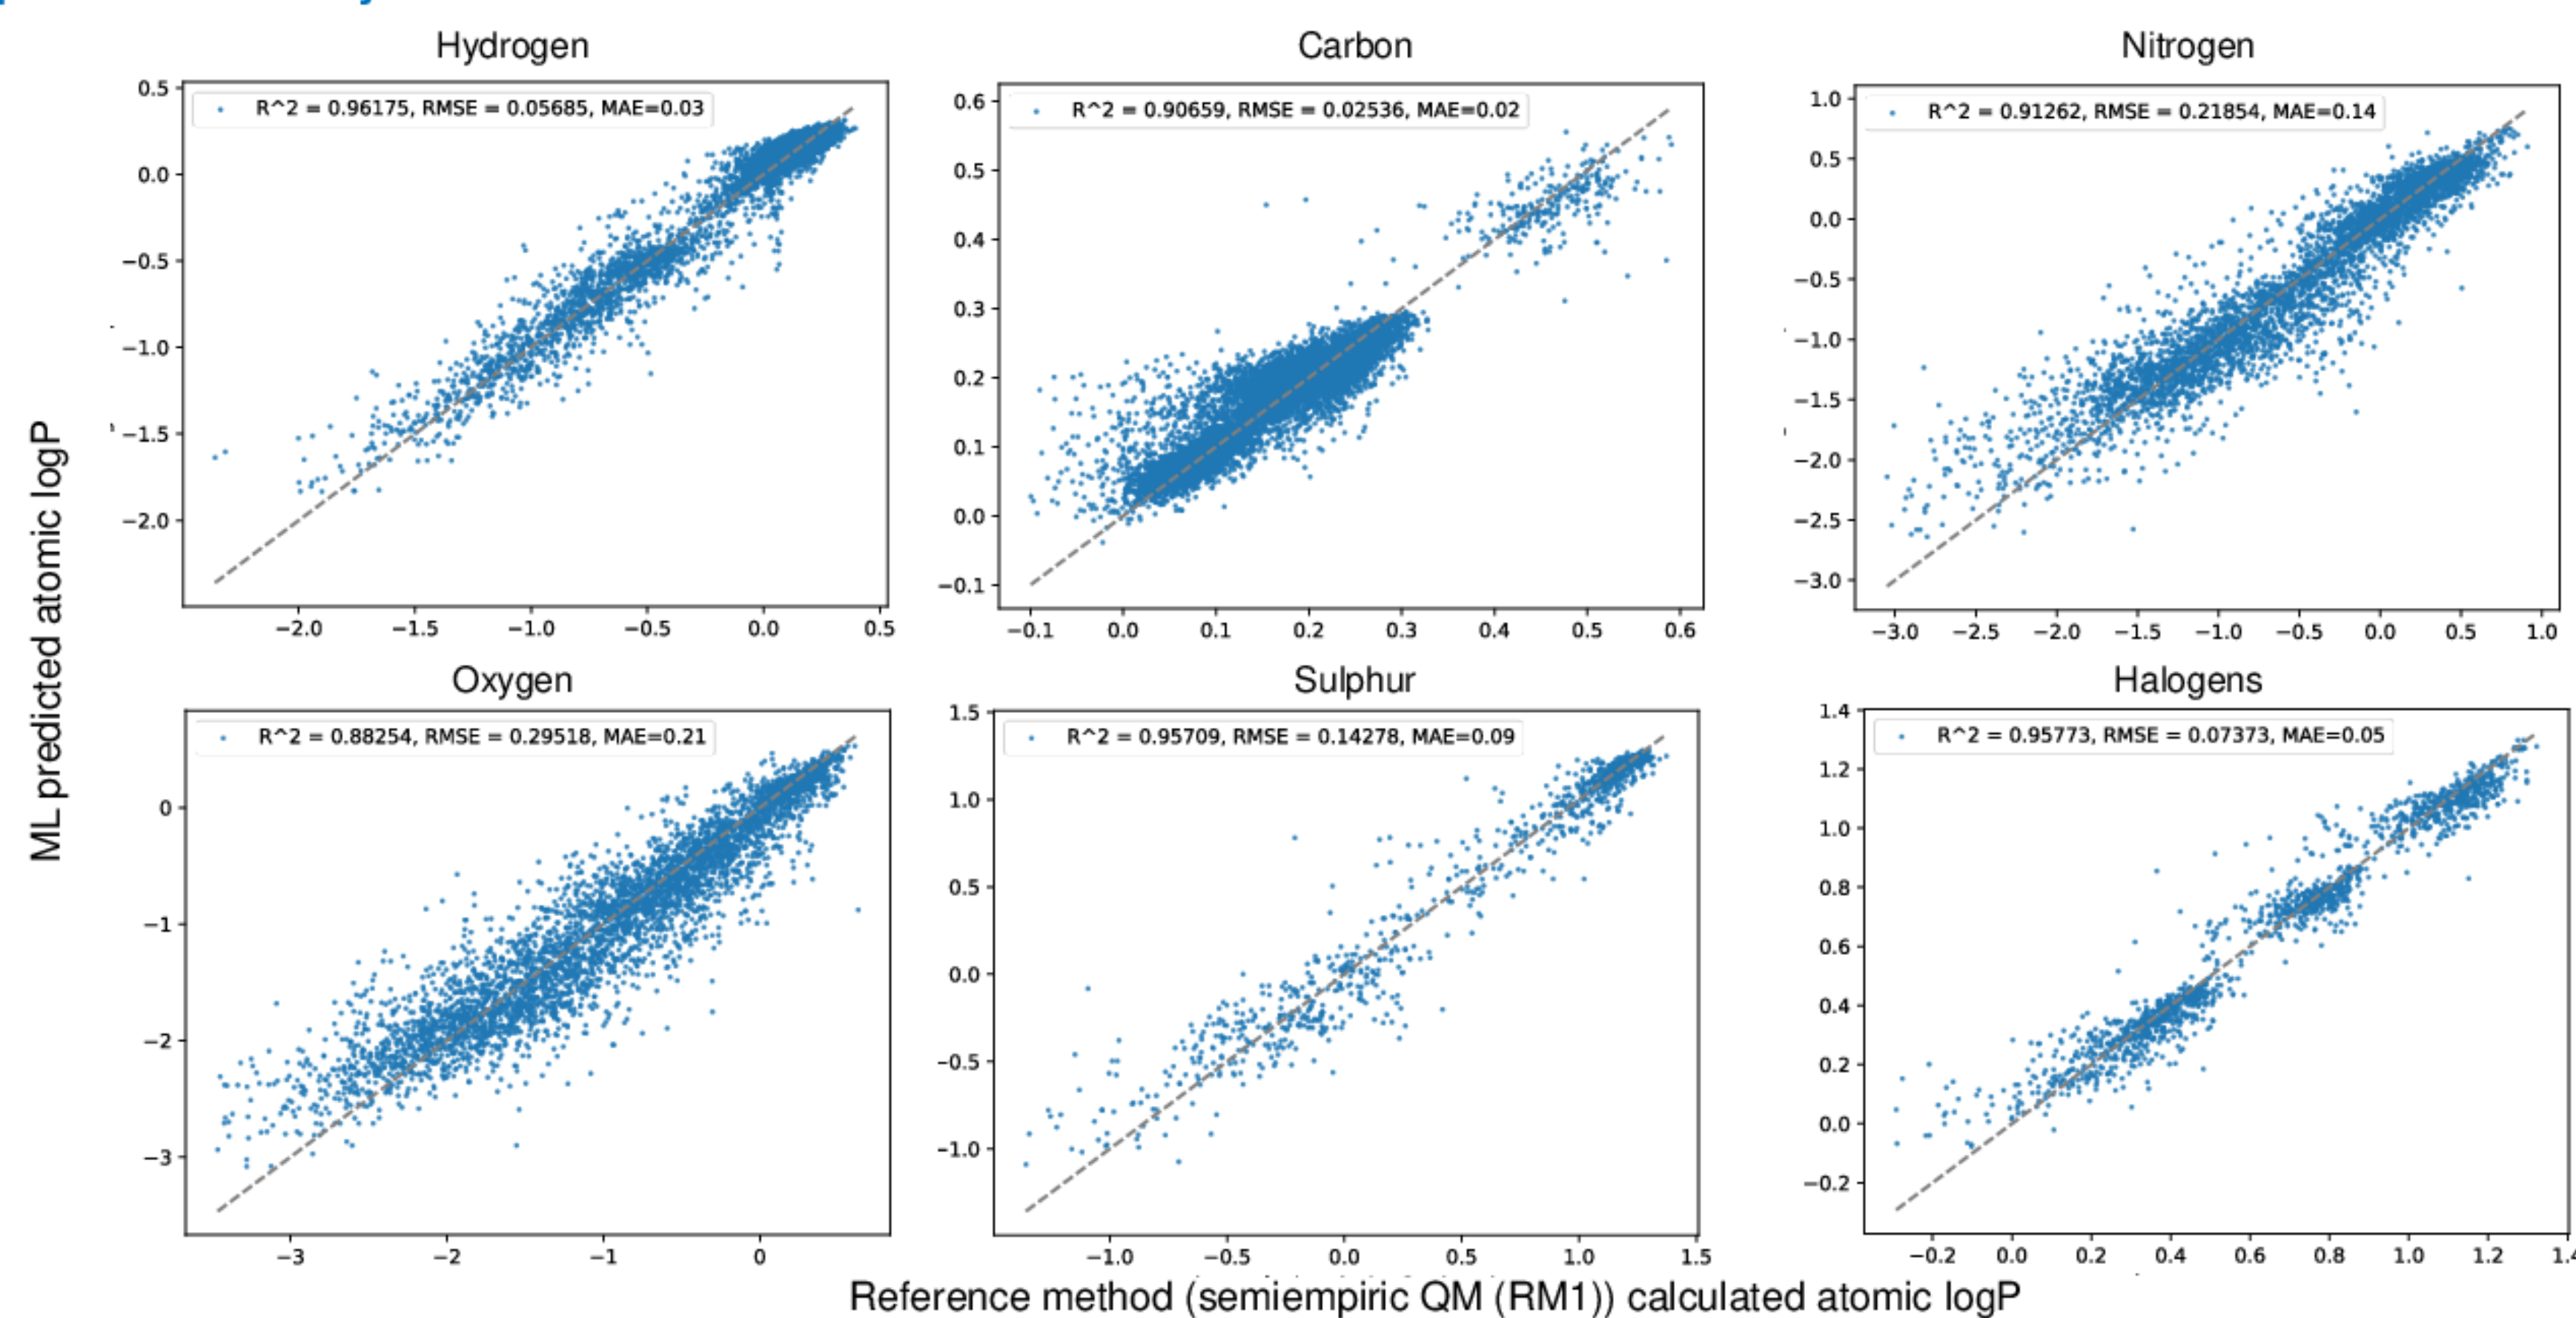 Hydrogen
Carbon
Nitrogen
R^2 = 0.96175, RMSE = 0.05685, MAE=0.03
R^2 = 0.90659, RMSE = 0.02536, MAE=0.02
R^2 = 0.91262, RMSE = 0.21854, MAE=0.14
0.5
0.0
−0.5
−1.0
−1.5
−2.0
−2.0 −1.5 −1.0 −0.5 0.0 0.5
0.6
0.5
0.4
0.3
0.2
0.1
0.0
−0.1
−0.1 0.0 0.1 0.2 0.3 0.4 0.5 0.6
1.0
0.5
0.0
−0.5
−1.0
−1.5
−2.0
−2.5
−3.0
−3.0 −2.5 −2.0 −1.5 −1.0 −0.5 0.0 0.5 1.0
ML predicted atomic logP
Oxygen
Sulphur
Halogens
R^2 = 0.88254, RMSE = 0.29518, MAE=0.21
R^2 = 0.95709, RMSE = 0.14278, MAE=0.09
R^2 = 0.95773, RMSE = 0.07373, MAE=0.05
0
−1
−2
−3
−3 −2 −1 0
1.5
1.0
0.5
0.0
−0.5
−1.0
−1.0 −0.5 0.0 0.5 1.0 1.5
1.4
1.2
1.0
0.8
0.6
0.4
0.2
0.0
−0.2
−0.2 0.0 0.2 0.4 0.6 0.8 1.0 1.2 1.4
Reference method (semiempiric QM (RM1)) calculated atomic logP